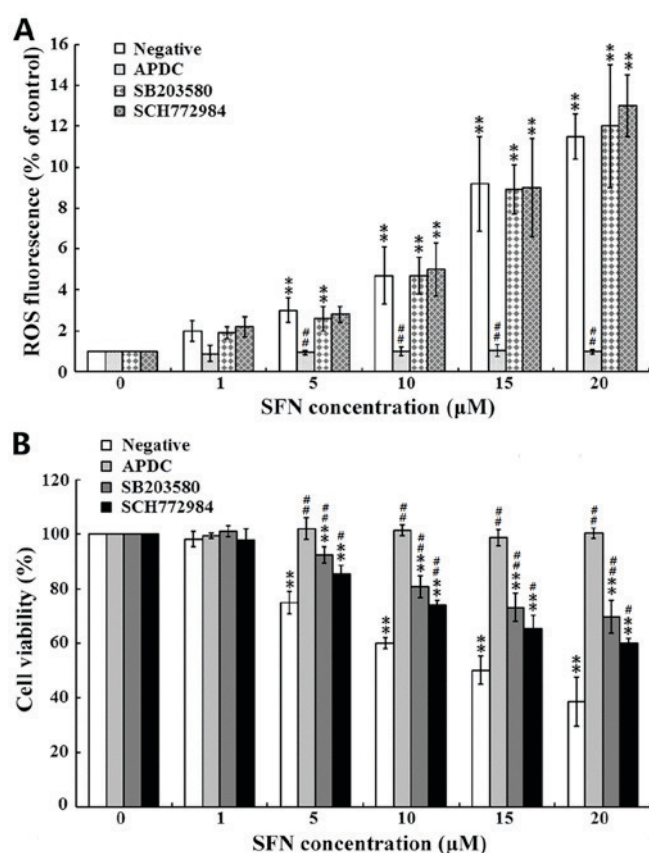 A
16
14
12
10
8
6
4
2
0
ROS fluorescence (% of control)
Negative
APDC
SB203580
SCH772984
**
##
**
**
##
**
**
**
##
**
**
**
##
**
**
0 1 5 10 15 20
SFN concentration (μM)
B
120
100
80
60
40
20
0
Cell viability (%)
Negative
APDC
SB203580
SCH772984
**
##
##**
#**
**
##
##**
##**
**
##
##**
#**
**
##
##**
#**
0 1 5 10 15 20
SFN concentration (μM)